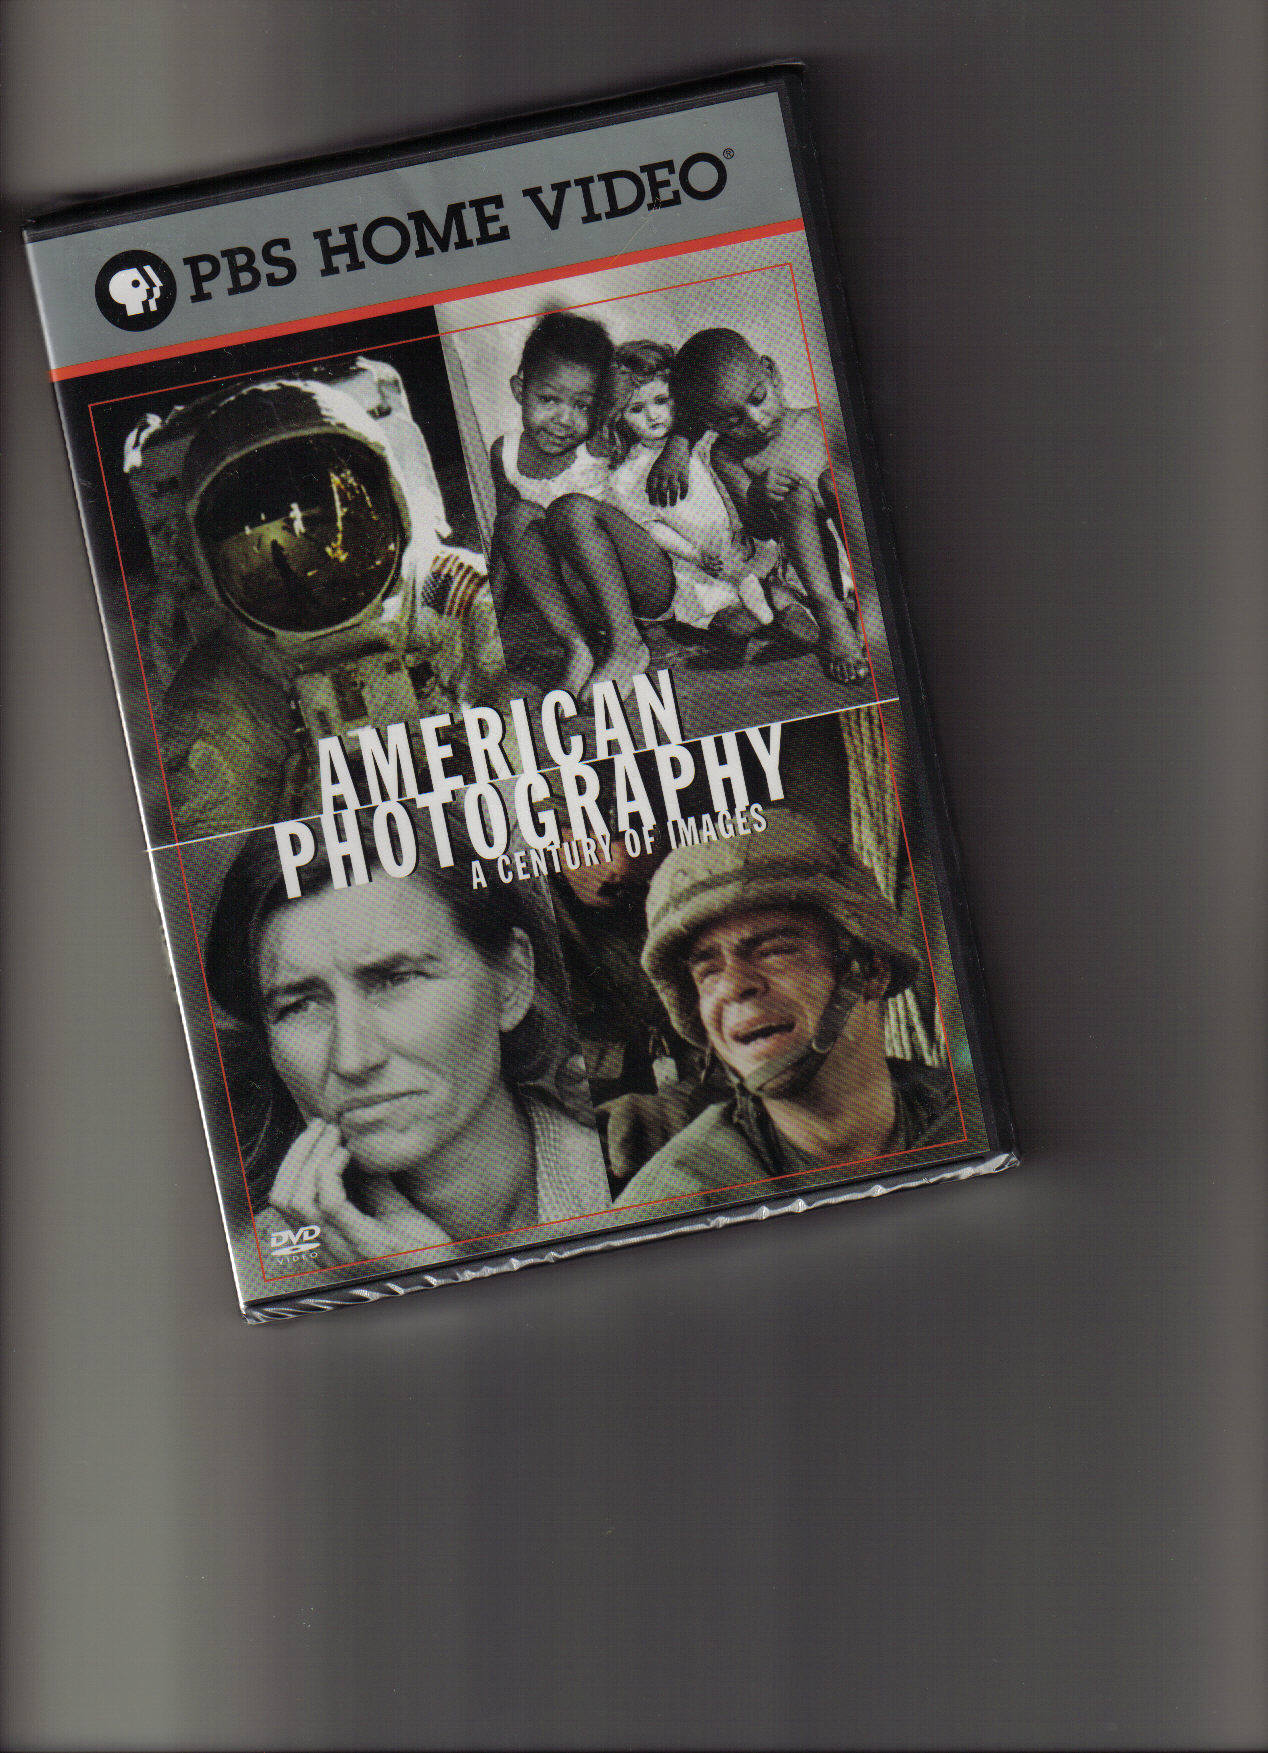 PBS HOME VIDEO®
AMERICAN
PHOTOGRAPHY
A CENTURY OF IMAGES
DVD
VIDEO